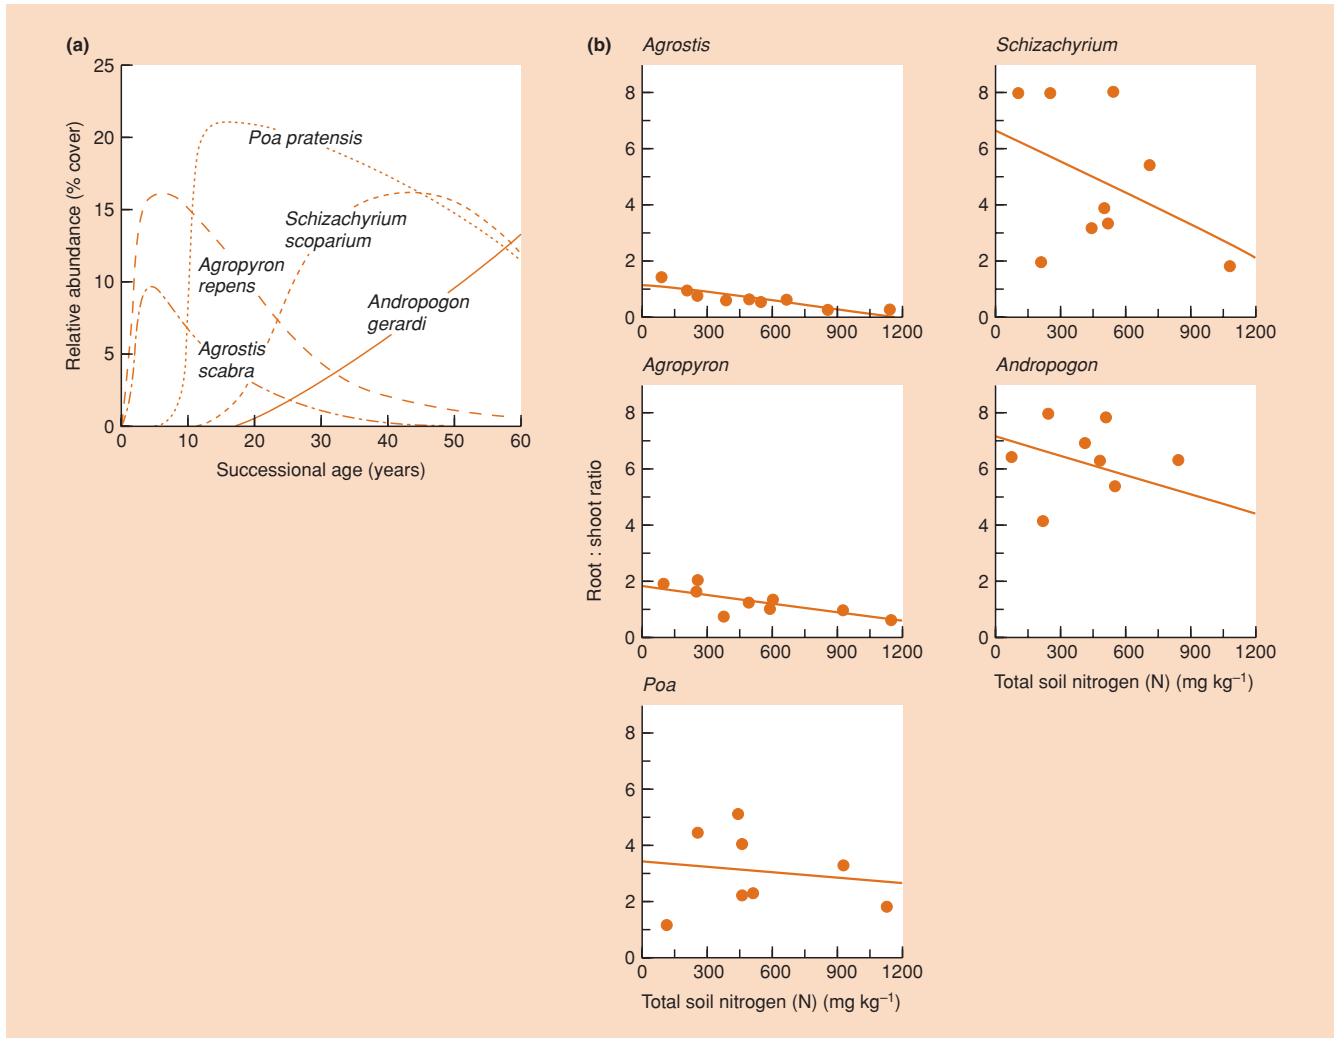 (a)
25
20
15
10
5
0
Relative abundance (% cover)
Poa pratensis
Schizachyrium
scoparium
Agropyron
repens
Andropogon
gerardi
Agrostis
scabra
0 10 20 30 40 50 60
Successional age (years)
(b)
Agrostis
8
6
4
2
0
0 300 600 900 1200
Schizachyrium
8
6
4
2
0
0 300 600 900 1200
Agropyron
8
6
4
2
0
0 300 600 900 1200
Root : shoot ratio
Andropogon
8
6
4
2
0
0 300 600 900 1200
Total soil nitrogen (N) (mg kg⁻¹)
Poa
8
6
4
2
0
0 300 600 900 1200
Total soil nitrogen (N) (mg kg⁻¹)